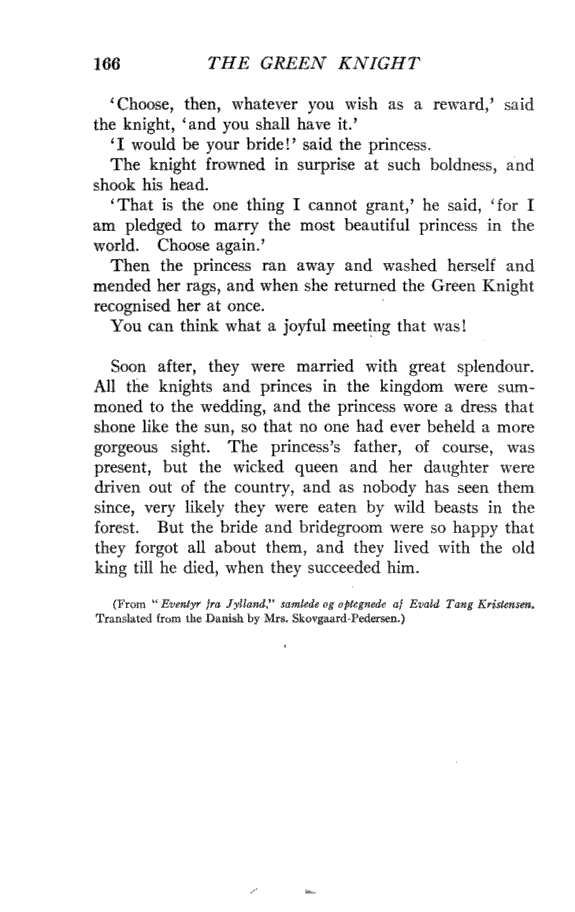 166 THE GREEN KNIGHT
‘Choose, then, whatever you wish as a reward,’ said
the knight, ‘and you shall have it.’
‘I would be your bride!’ said the princess.
The knight frowned in surprise at such boldness, and
shook his head.
‘That is the one thing I cannot grant,’ he said, ‘for I
am pledged to marry the most beautiful princess in the
world. Choose again.’
Then the princess ran away and washed herself and
mended her rags, and when she returned the Green Knight
recognised her at once.
You can think what a joyful meeting that was!
Soon after, they were married with great splendour.
All the knights and princes in the kingdom were sum-
moned to the wedding, and the princess wore a dress that
shone like the sun, so that no one had ever beheld a more
gorgeous sight. The princess’s father, of course, was
present, but the wicked queen and her daughter were
driven out of the country, and as nobody has seen them
since, very likely they were eaten by wild beasts in the
forest. But the bride and bridegroom were so happy that
they forgot all about them, and they lived with the old
king till he died, when they succeeded him.
(From “Eventyr fra Jylland,” samlede og optegnede af Evald Tang Kristensen.
Translated from the Danish by Mrs. Skovgaard-Pedersen.)